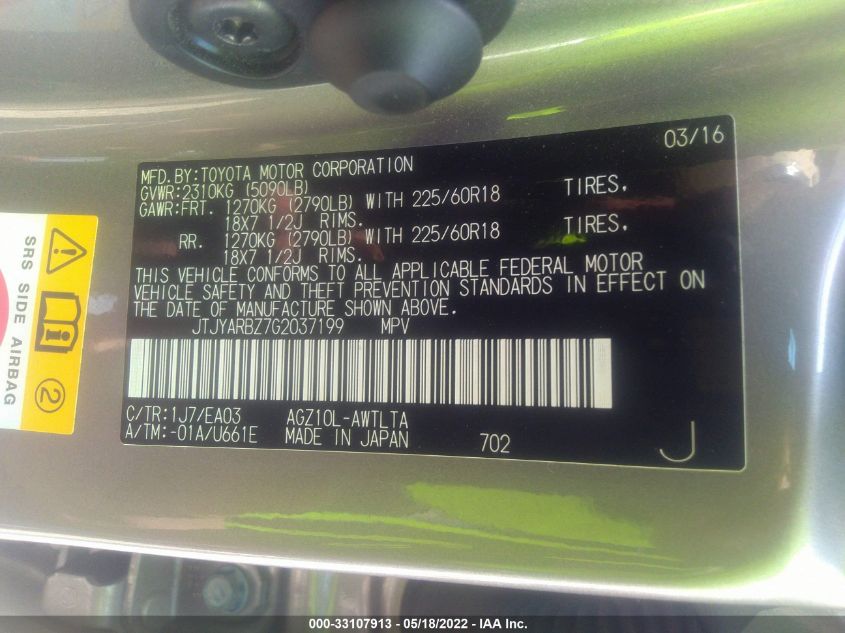 03/16
MFD.BY:TOYOTA MOTOR CORPORATION
GVWR:2310KG (5090LB)
GAWR:FRT. 1270KG (2790LB) WITH 225/60R18 TIRES,
18X7 1/2J RIMS.
RR. 1270KG (2790LB) WITH 225/60R18 TIRES,
18X7 1/2J RIMS.
THIS VEHICLE CONFORMS TO ALL APPLICABLE FEDERAL MOTOR
VEHICLE SAFETY AND THEFT PREVENTION STANDARDS IN EFFECT ON
THE DATE OF MANUFACTURE SHOWN ABOVE.
JTJYARBZ7G2037199 MPV
C/TR:1J7/EA03 AGZ10L-AWTLTA
A/TM:-01A/U661E MADE IN JAPAN 702 J
SRS SIDE AIRBAG
2
000-33107913 - 05/18/2022 - IAA Inc.